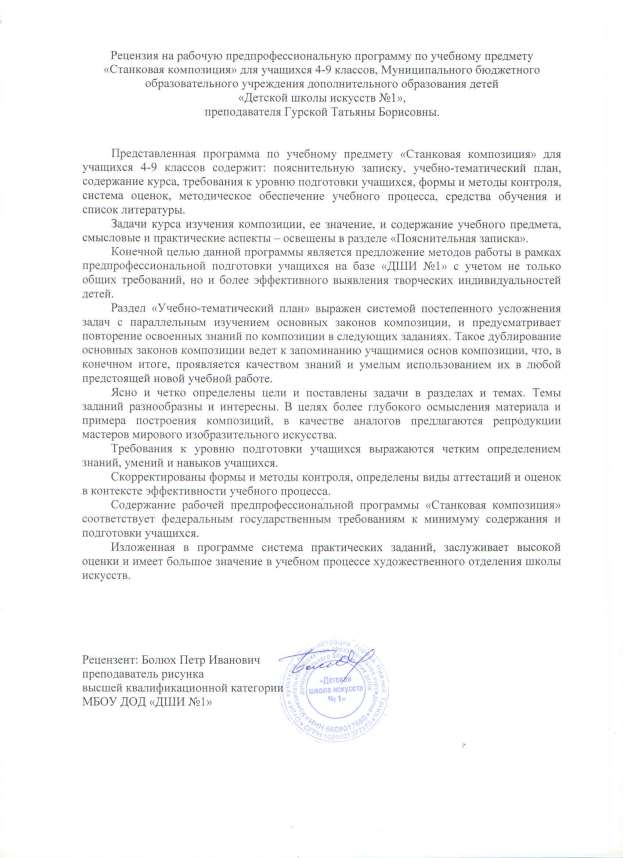 Рецензия на рабочую предпрофессиональную программу по учебному предмету
«Станковая композиция» для учащихся 4-9 классов, Муниципального бюджетного
образовательного учреждения дополнительного образования детей
«Детской школы искусств №1»,
преподавателя Гурской Татьяны Борисовны.
Представленная программа по учебному предмету «Станковая композиция» для
учащихся 4-9 классов содержит: пояснительную записку, учебно-тематический план,
содержание курса, требования к уровню подготовки учащихся, формы и методы контроля,
система оценок, методическое обеспечение учебного процесса, средства обучения и
список литературы.
Задачи курса изучения композиции, ее значение, и содержание учебного предмета,
смысловые и практические аспекты – освещены в разделе «Пояснительная записка».
Конечной целью данной программы является предложение методов работы в рамках
предпрофессиональной подготовки учащихся на базе «ДШИ №1» с учетом не только
общих требований, но и более эффективного выявления творческих индивидуальностей
детей.
Раздел «Учебно-тематический план» выражен системой постепенного усложнения
задач с параллельным изучением основных законов композиции, и предусматривает
повторение освоенных знаний по композиции в следующих заданиях. Такое дублирование
основных законов композиции ведет к запоминанию учащимися основ композиции, что, в
конечном итоге, проявляется качеством знаний и умелым использованием их в любой
предстоящей новой учебной работе.
Ясно и четко определены цели и поставлены задачи в разделах и темах. Темы
заданий разнообразны и интересны. В целях более глубокого осмысления материала и
примера построения композиций, в качестве аналогов предлагаются репродукции
мастеров мирового изобразительного искусства.
Требования к уровню подготовки учащихся выражаются четким определением
знаний, умений и навыков учащихся.
Скорректированы формы и методы контроля, определены виды аттестаций и оценок
в контексте эффективности учебного процесса.
Содержание рабочей предпрофессиональной программы «Станковая композиция»
соответствует федеральным государственным требованиям к минимуму содержания и
подготовки учащихся.
Изложенная в программе система практических заданий, заслуживает высокой
оценки и имеет большое значение в учебном процессе художественного отделения школы
искусств.
Рецензент: Болюх Петр Иванович
преподаватель рисунка
высшей квалификационной категории
МБОУ ДОД «ДШИ №1»
«Детская
школа искусств
№ 1»